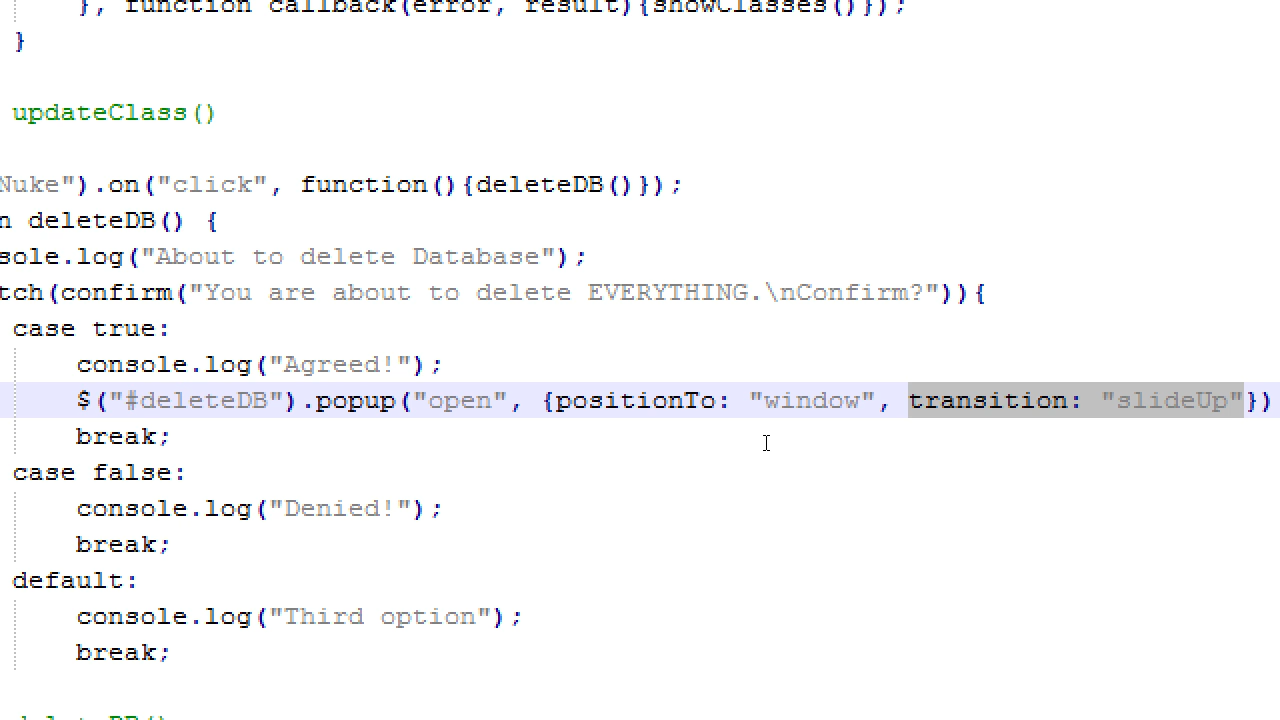 }, function callback(error, result){showClasses()});
}
updateClass()
Nuke").on("click", function(){deleteDB()});
n deleteDB() {
sole.log("About to delete Database");
tch(confirm("You are about to delete EVERYTHING.\nConfirm?")){
case true:
console.log("Agreed!");
$("#deleteDB").popup("open", {positionTo: "window", transition: "slideUp"})
break;
case false:
console.log("Denied!");
break;
default:
console.log("Third option");
break;
deleteDB()